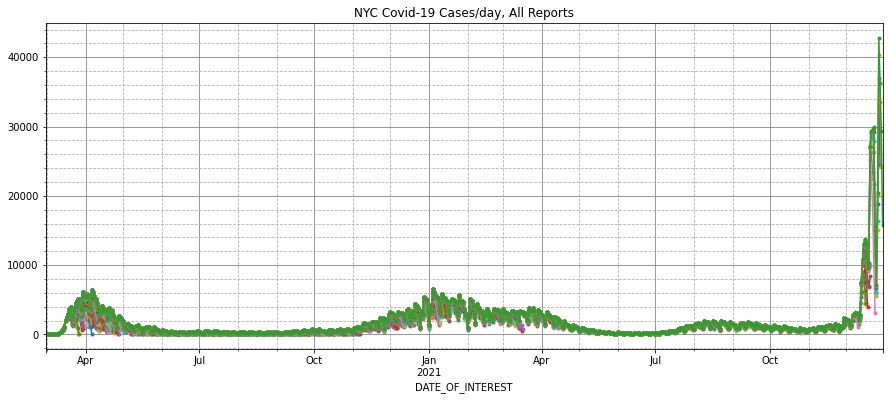 NYC Covid-19 Cases/day, All Reports
40000
30000
20000
10000
0
Apr Jul Oct Jan Apr Jul Oct
2021
DATE_OF_INTEREST